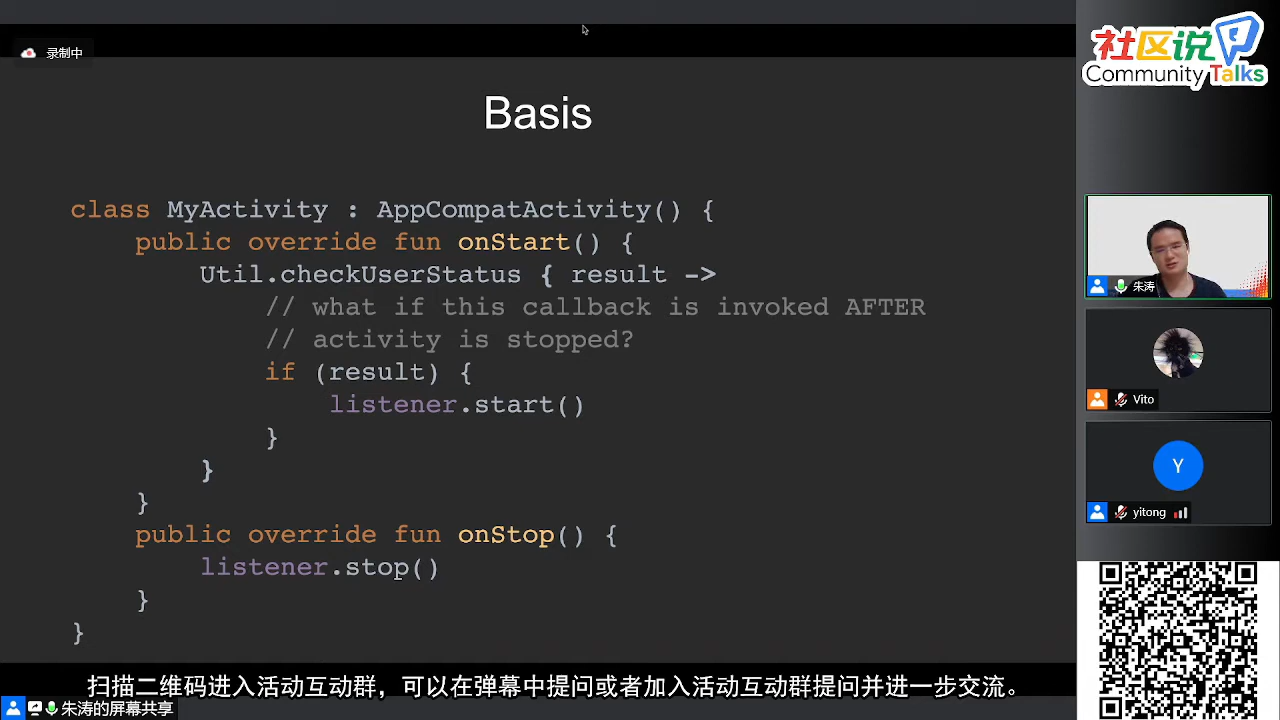 录制中
Basis
class MyActivity : AppCompatActivity() {
public override fun onStart() {
Util.checkUserStatus { result ->
// what if this callback is invoked AFTER
// activity is stopped?
if (result) {
listener.start()
}
}
}
public override fun onStop() {
listener.stop()
}
}
社区说
Community Talks
朱涛
Vito
Y
yitong
扫描二维码进入活动互动群，可以在弹幕中提问或者加入活动互动群提问并进一步交流。
朱涛的屏幕共享